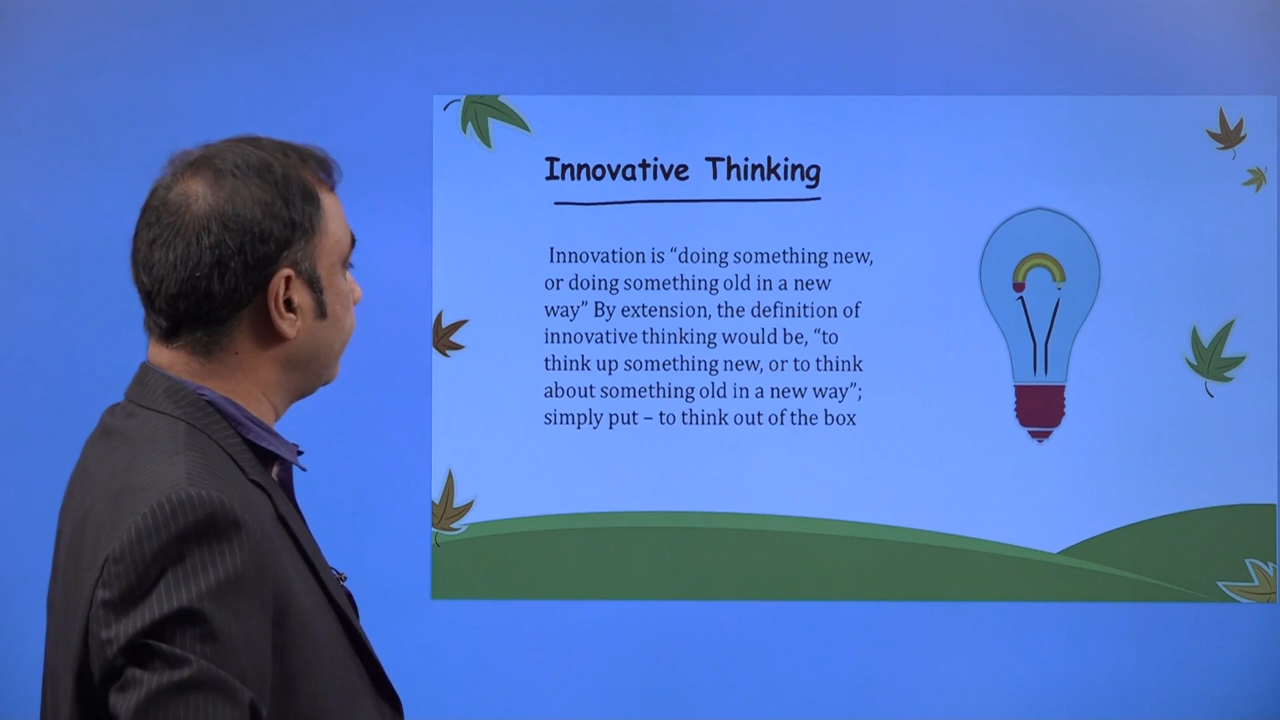 Innovative Thinking
Innovation is “doing something new,
or doing something old in a new
way” By extension, the definition of
innovative thinking would be, “to
think up something new, or to think
about something old in a new way”;
simply put – to think out of the box